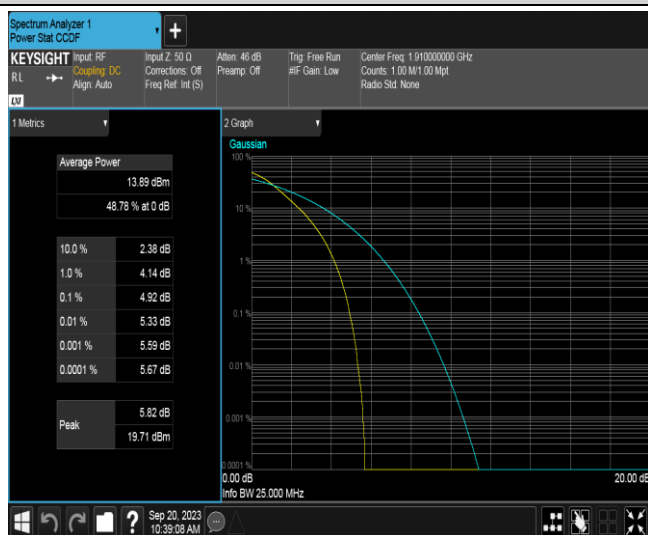 Spectrum Analyzer 1
Power Stat CCDF
+
KEYSIGHT
RL
LXI
Input: RF
Coupling: DC
Align: Auto
Input Z: 50 Ω
Corrections: Off
Freq Ref: Int (S)
Atten: 46 dB
Preamp: Off
Trig: Free Run
#IF Gain: Low
Center Freq: 1.910000000 GHz
Counts: 1.00 M/1.00 Mpt
Radio Std: None
1 Metrics
Average Power
13.89 dBm
48.78 % at 0 dB
10.0 % 2.38 dB
1.0 % 4.14 dB
0.1 % 4.92 dB
0.01 % 5.33 dB
0.001 % 5.59 dB
0.0001 % 5.67 dB
Peak
5.82 dB
19.71 dBm
2 Graph
Gaussian
100 %
10 %
1 %
0.1 %
0.01 %
0.001 %
0.0001 %
0.00 dB 20.00 dB
Info BW 25.000 MHz
?
Sep 20, 2023
10:39:08 AM